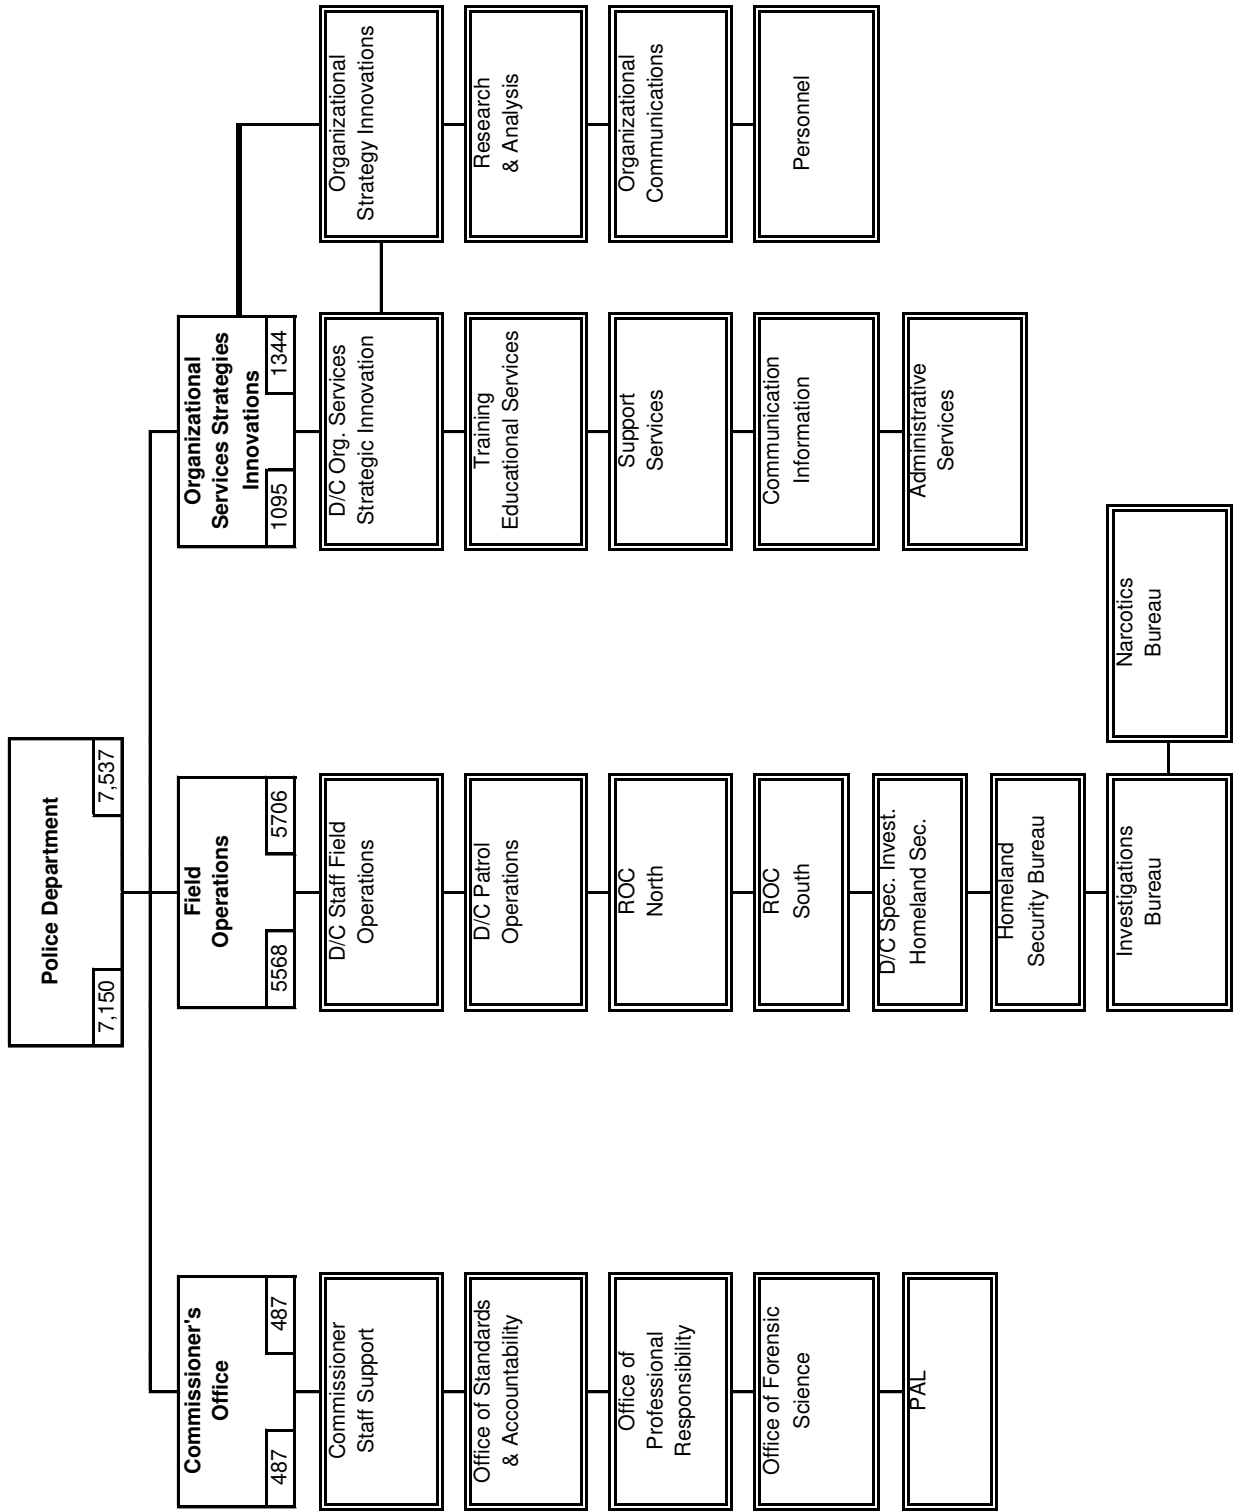 Police Department
7,150
7,537
Commissioner's
Office
487
487
Commissioner
Staff Support
Office of Standards
& Accountability
Office of
Professional
Responsibility
Office of Forensic
Science
PAL
Field
Operations
5568
5706
D/C Staff Field
Operations
D/C Patrol
Operations
ROC
North
ROC
South
D/C Spec. Invest.
Homeland Sec.
Homeland
Security Bureau
Investigations
Bureau
Narcotics
Bureau
Organizational
Services Strategies
Innovations
1095
1344
D/C Org. Services
Strategic Innovation
Training
Educational Services
Support
Services
Communication
Information
Administrative
Services
Organizational
Strategy Innovations
Research
& Analysis
Organizational
Communications
Personnel